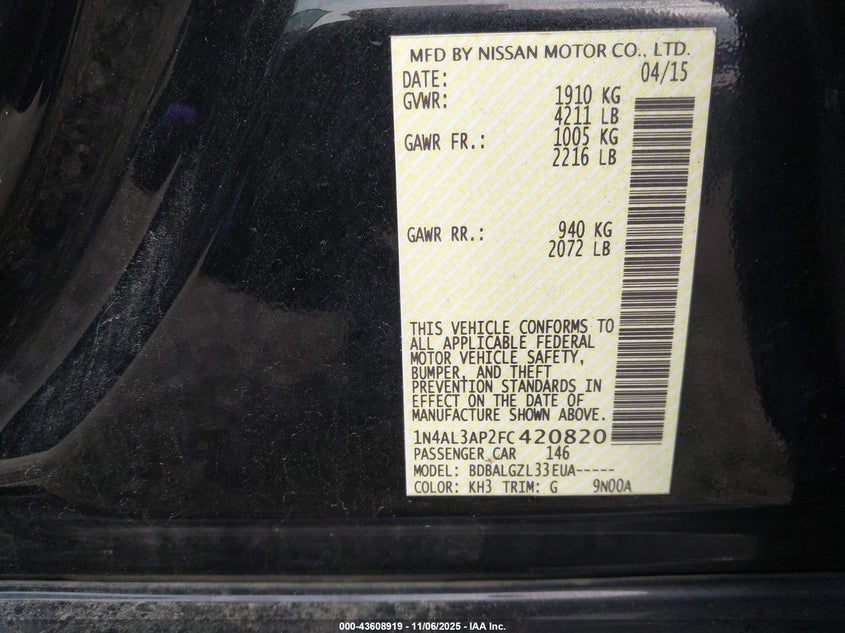 MFD BY NISSAN MOTOR CO., LTD.
DATE: 04/15
GVWR: 1910 KG
4211 LB
GAWR FR.: 1005 KG
2216 LB
GAWR RR.: 940 KG
2072 LB
THIS VEHICLE CONFORMS TO
ALL APPLICABLE FEDERAL
MOTOR VEHICLE SAFETY,
BUMPER, AND THEFT
PREVENTION STANDARDS IN
EFFECT ON THE DATE OF
MANUFACTURE SHOWN ABOVE.
1N4AL3AP2FC420820
PASSENGER CAR 146
MODEL: BDBALGZL33EUA-----
COLOR: KH3 TRIM: G 9N00A
000-43608919 - 11/06/2025 - IAA Inc.